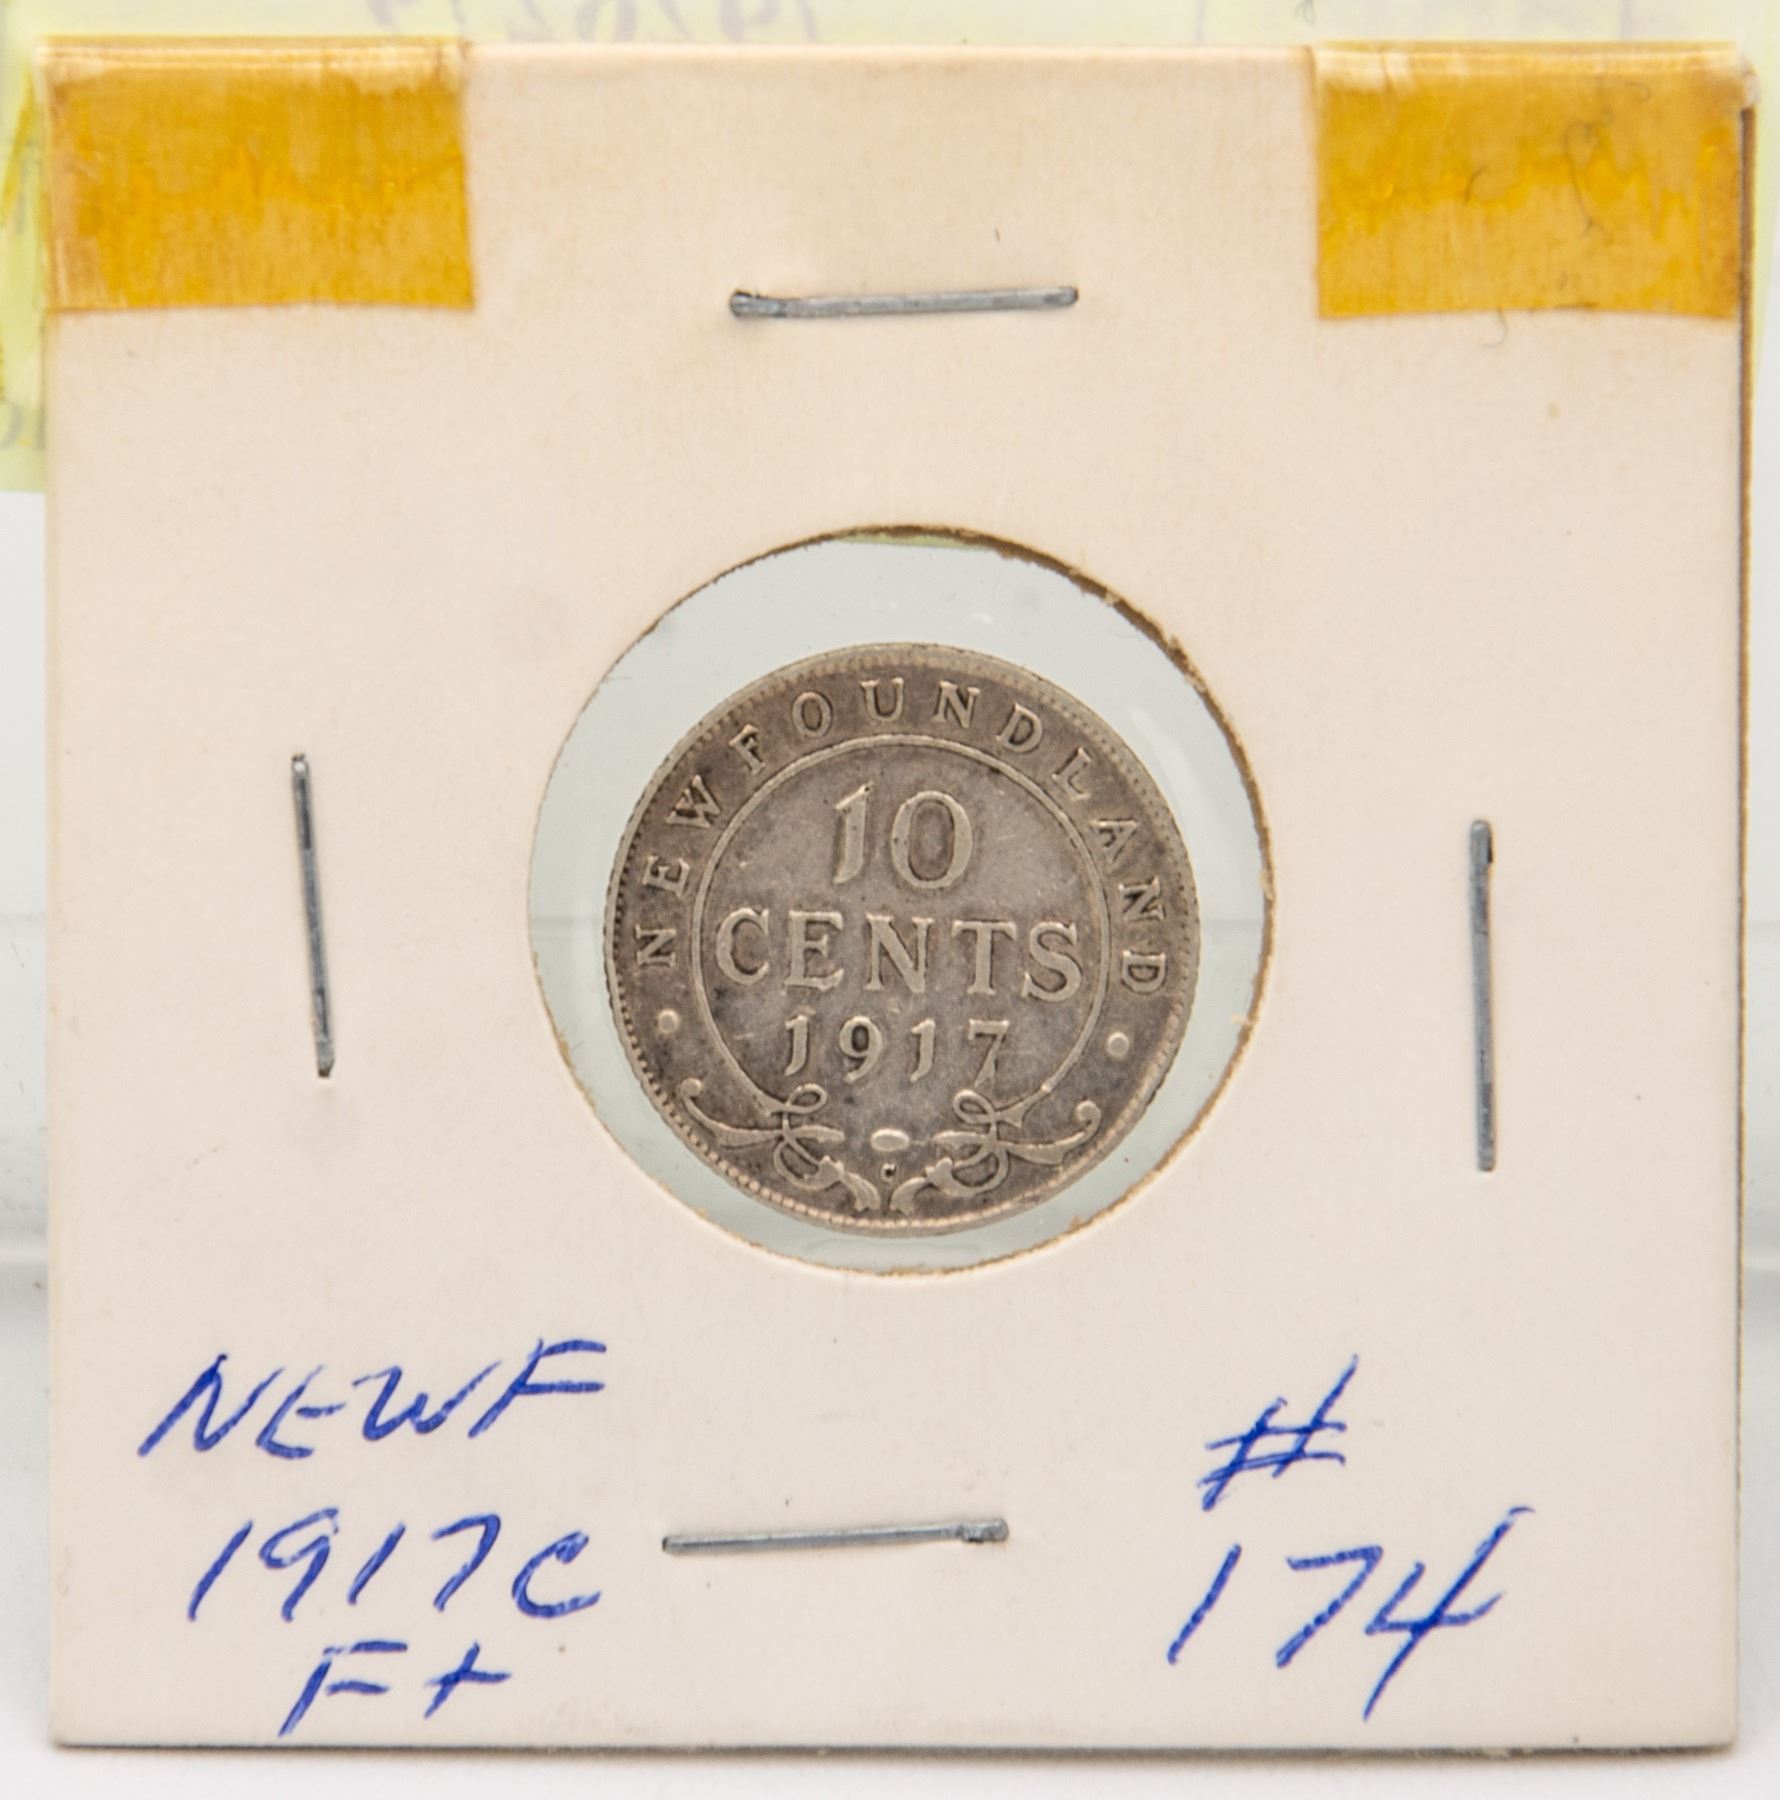 NEWFOUNDLAND
10
CENTS
1917
C
NEWF
1917C
F+
#
174